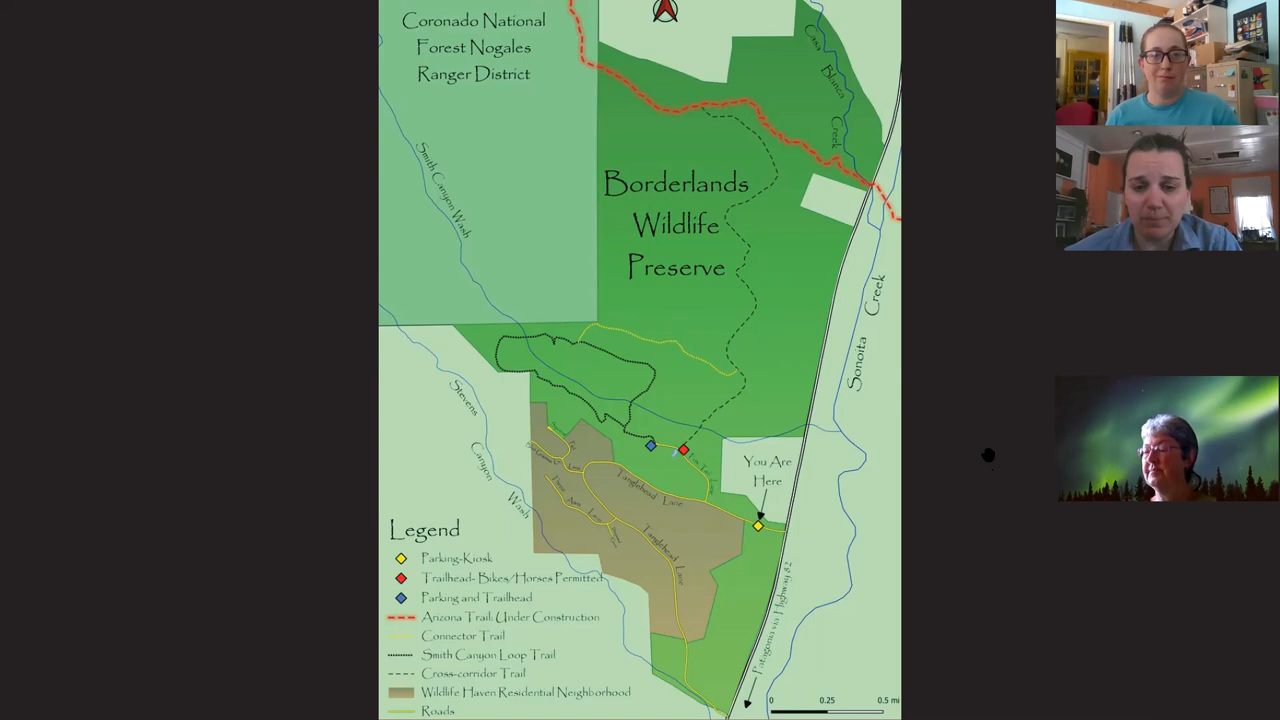 Coronado National
Forest Nogales
Ranger District
Casa Blanca Creek
Smith Canyon Wash
Borderlands
Wildlife
Preserve
Sonoita Creek
Stevens Canyon Wash
You Are
Here
Tanglehead Lane
Tanglehead Lane
Patagonia via Highway 82
Legend
Parking-Kiosk
Trailhead- Bikes/Horses Permitted
Parking and Trailhead
Arizona Trail: Under Construction
Connector Trail
Smith Canyon Loop Trail
Cross-corridor Trail
Wildlife Haven Residential Neighborhood
Roads
0 0.25 0.5 mi